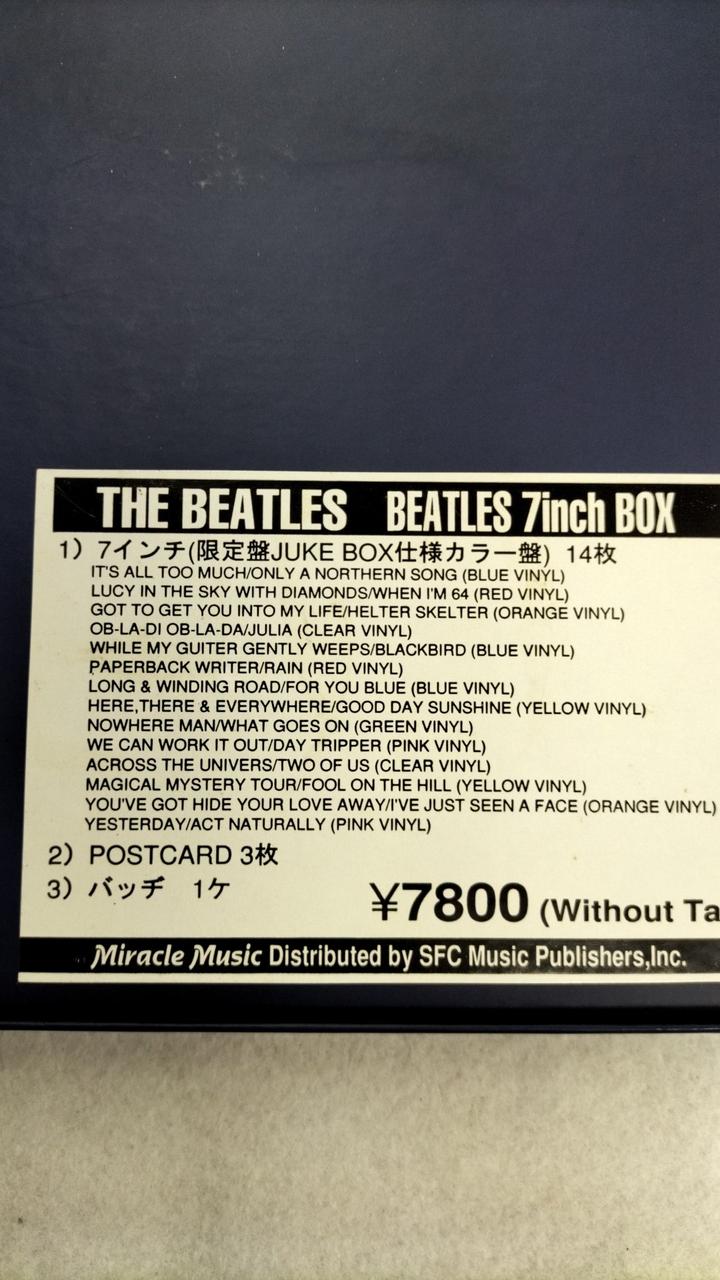 THE BEATLES BEATLES 7inch BOX
1) 7インチ(限定盤JUKE BOX仕様カラー盤) 14枚
IT'S ALL TOO MUCH/ONLY A NORTHERN SONG (BLUE VINYL)
LUCY IN THE SKY WITH DIAMONDS/WHEN I'M 64 (RED VINYL)
GOT TO GET YOU INTO MY LIFE/HELTER SKELTER (ORANGE VINYL)
OB-LA-DI OB-LA-DA/JULIA (CLEAR VINYL)
WHILE MY GUITER GENTLY WEEPS/BLACKBIRD (BLUE VINYL)
PAPERBACK WRITER/RAIN (RED VINYL)
LONG & WINDING ROAD/FOR YOU BLUE (BLUE VINYL)
HERE,THERE & EVERYWHERE/GOOD DAY SUNSHINE (YELLOW VINYL)
NOWHERE MAN/WHAT GOES ON (GREEN VINYL)
WE CAN WORK IT OUT/DAY TRIPPER (PINK VINYL)
ACROSS THE UNIVERS/TWO OF US (CLEAR VINYL)
MAGICAL MYSTERY TOUR/FOOL ON THE HILL (YELLOW VINYL)
YOU'VE GOT HIDE YOUR LOVE AWAY/I'VE JUST SEEN A FACE (ORANGE VINYL)
YESTERDAY/ACT NATURALLY (PINK VINYL)
2) POSTCARD 3枚
3) バッヂ 1ケ
¥7800 (Without Ta
Miracle Music Distributed by SFC Music Publishers,Inc.